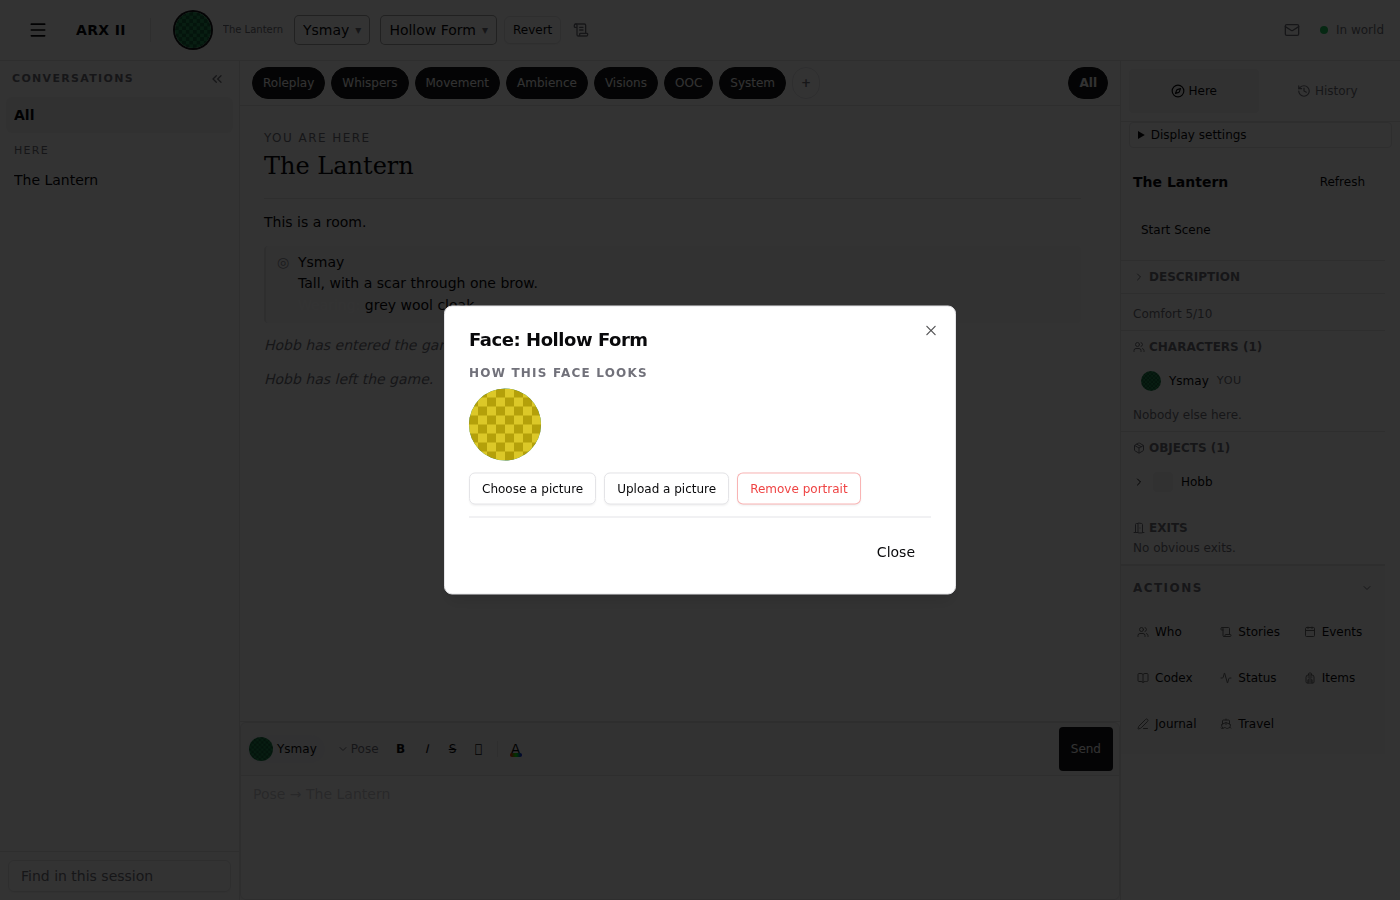 ARX II
The Lantern
Ysmay
Hollow Form
Revert
In world
CONVERSATIONS
All
HERE
The Lantern
Find in this session
Roleplay
Whispers
Movement
Ambience
Visions
OOC
System
+
All
YOU ARE HERE
The Lantern
This is a room.
Ysmay
Tall, with a scar through one brow.
grey wool cloak
Hobb has entered the
Hobb has left the game.
Face: Hollow Form
HOW THIS FACE LOOKS
Choose a picture
Upload a picture
Remove portrait
Close
Ysmay
Pose
B
I
S
A
Send
Pose → The Lantern
Here
History
Display settings
The Lantern
Refresh
Start Scene
DESCRIPTION
Comfort 5/10
CHARACTERS (1)
Ysmay YOU
Nobody else here.
OBJECTS (1)
Hobb
EXITS
No obvious exits.
ACTIONS
Who
Stories
Events
Codex
Status
Items
Journal
Travel